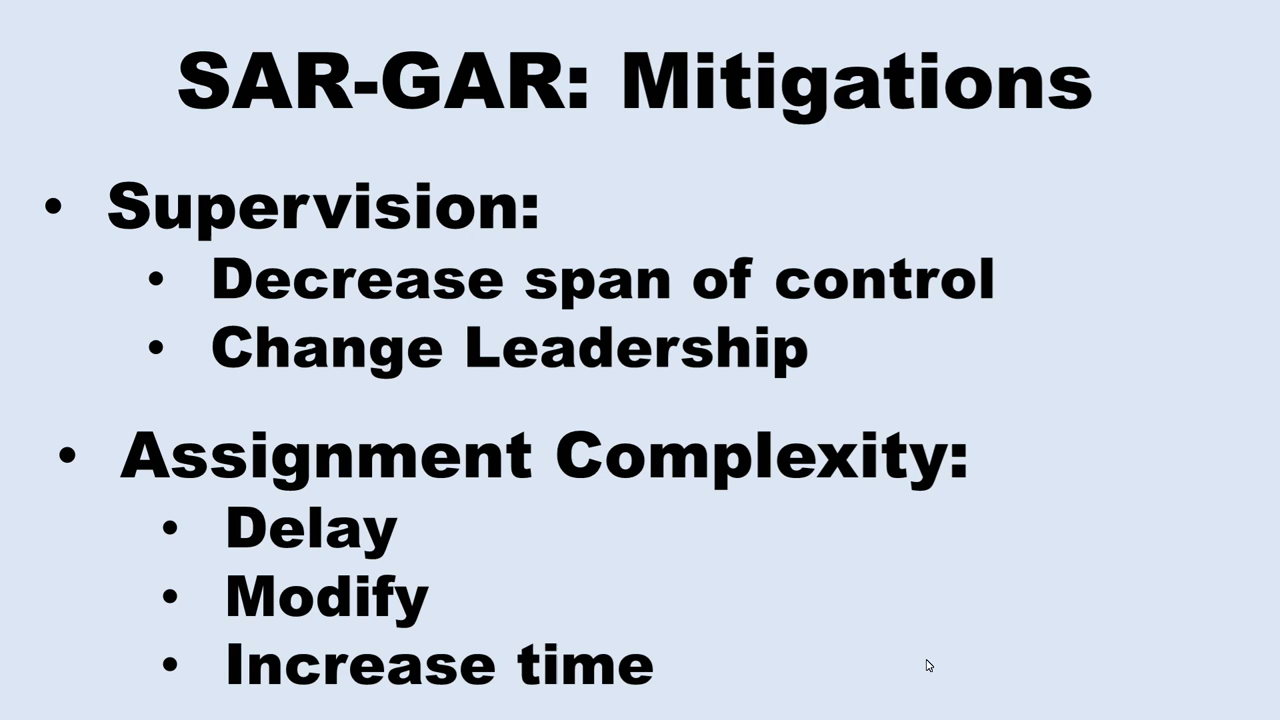 SAR-GAR: Mitigations
• Supervision:
• Decrease span of control
• Change Leadership
• Assignment Complexity:
• Delay
• Modify
• Increase time